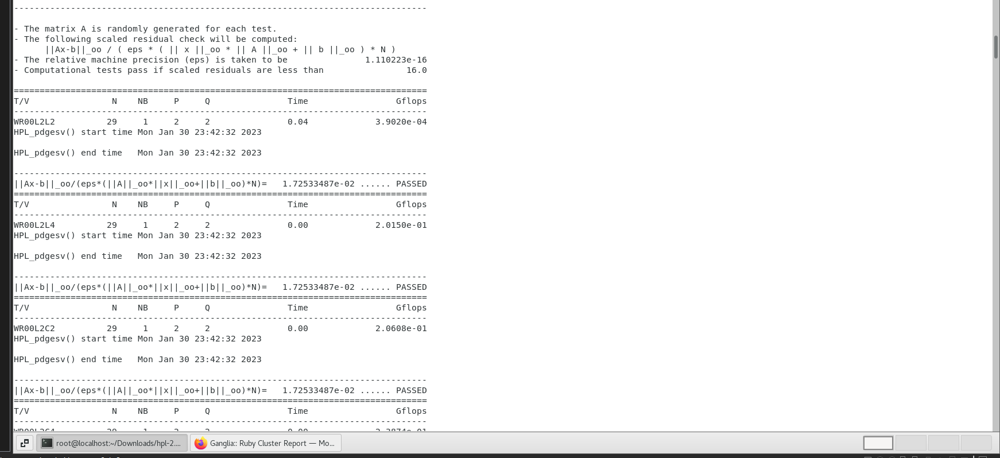 --------------------------------------------------------------------------------

- The matrix A is randomly generated for each test.
- The following scaled residual check will be computed:
      ||Ax-b||_oo / ( eps * ( || x ||_oo * || A ||_oo + || b ||_oo ) * N )
- The relative machine precision (eps) is taken to be               1.110223e-16
- Computational tests pass if scaled residuals are less than                16.0

================================================================================
T/V                N    NB     P     Q               Time                 Gflops
--------------------------------------------------------------------------------
WR00L2L2          29     1     2     2               0.04             3.9020e-04
HPL_pdgesv() start time Mon Jan 30 23:42:32 2023

HPL_pdgesv() end time   Mon Jan 30 23:42:32 2023

--------------------------------------------------------------------------------
||Ax-b||_oo/(eps*(||A||_oo*||x||_oo+||b||_oo)*N)=   1.72533487e-02 ...... PASSED
================================================================================
T/V                N    NB     P     Q               Time                 Gflops
--------------------------------------------------------------------------------
WR00L2L4          29     1     2     2               0.00             2.0150e-01
HPL_pdgesv() start time Mon Jan 30 23:42:32 2023

HPL_pdgesv() end time   Mon Jan 30 23:42:32 2023

--------------------------------------------------------------------------------
||Ax-b||_oo/(eps*(||A||_oo*||x||_oo+||b||_oo)*N)=   1.72533487e-02 ...... PASSED
================================================================================
T/V                N    NB     P     Q               Time                 Gflops
--------------------------------------------------------------------------------
WR00L2C2          29     1     2     2               0.00             2.0608e-01
HPL_pdgesv() start time Mon Jan 30 23:42:32 2023

HPL_pdgesv() end time   Mon Jan 30 23:42:32 2023

--------------------------------------------------------------------------------
||Ax-b||_oo/(eps*(||A||_oo*||x||_oo+||b||_oo)*N)=   1.72533487e-02 ...... PASSED
================================================================================
T/V                N    NB     P     Q               Time                 Gflops
--------------------------------------------------------------------------------
root@localhost:~/Downloads/hpl-2....
Ganglia:: Ruby Cluster Report — Mo...